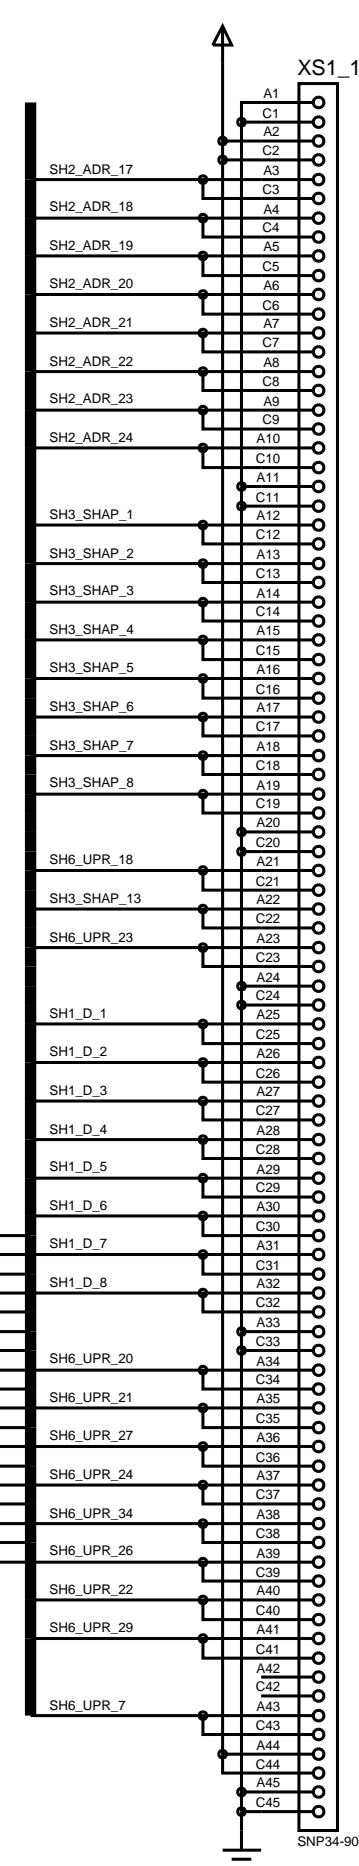 XS1_1
A1
C1
A2
C2
SH2_ADR_17 A3
C3
SH2_ADR_18 A4
C4
SH2_ADR_19 A5
C5
SH2_ADR_20 A6
C6
SH2_ADR_21 A7
C7
SH2_ADR_22 A8
C8
SH2_ADR_23 A9
C9
SH2_ADR_24 A10
C10
A11
C11
SH3_SHAP_1 A12
C12
SH3_SHAP_2 A13
C13
SH3_SHAP_3 A14
C14
SH3_SHAP_4 A15
C15
SH3_SHAP_5 A16
C16
SH3_SHAP_6 A17
C17
SH3_SHAP_7 A18
C18
SH3_SHAP_8 A19
C19
A20
C20
SH6_UPR_18 A21
C21
SH3_SHAP_13 A22
C22
SH6_UPR_23 A23
C23
A24
C24
SH1_D_1 A25
C25
SH1_D_2 A26
C26
SH1_D_3 A27
C27
SH1_D_4 A28
C28
SH1_D_5 A29
C29
SH1_D_6 A30
C30
SH1_D_7 A31
C31
SH1_D_8 A32
C32
A33
C33
SH6_UPR_20 A34
C34
SH6_UPR_21 A35
C35
SH6_UPR_27 A36
C36
SH6_UPR_24 A37
C37
SH6_UPR_34 A38
C38
SH6_UPR_26 A39
C39
SH6_UPR_22 A40
C40
SH6_UPR_29 A41
C41
A42
C42
SH6_UPR_7 A43
C43
A44
C44
A45
C45
SNP34-90